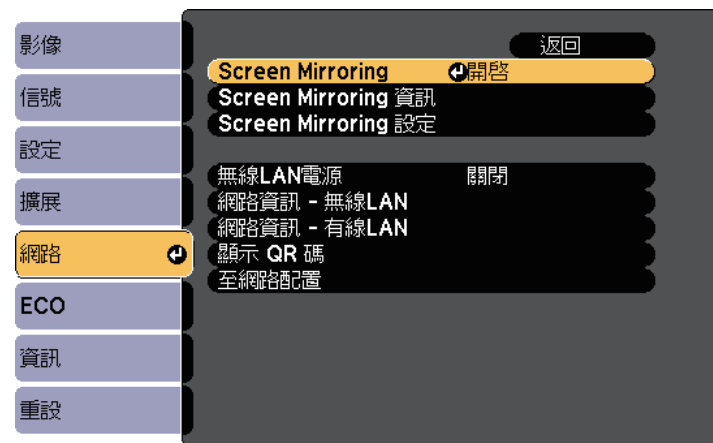 影像
信號
設定
擴展
網路
ECO
資訊
重設
返回
Screen Mirroring 開啓
Screen Mirroring 資訊
Screen Mirroring 設定
無線LAN電源 關閉
網路資訊 - 無線LAN
網路資訊 - 有線LAN
顯示 QR 碼
至網路配置